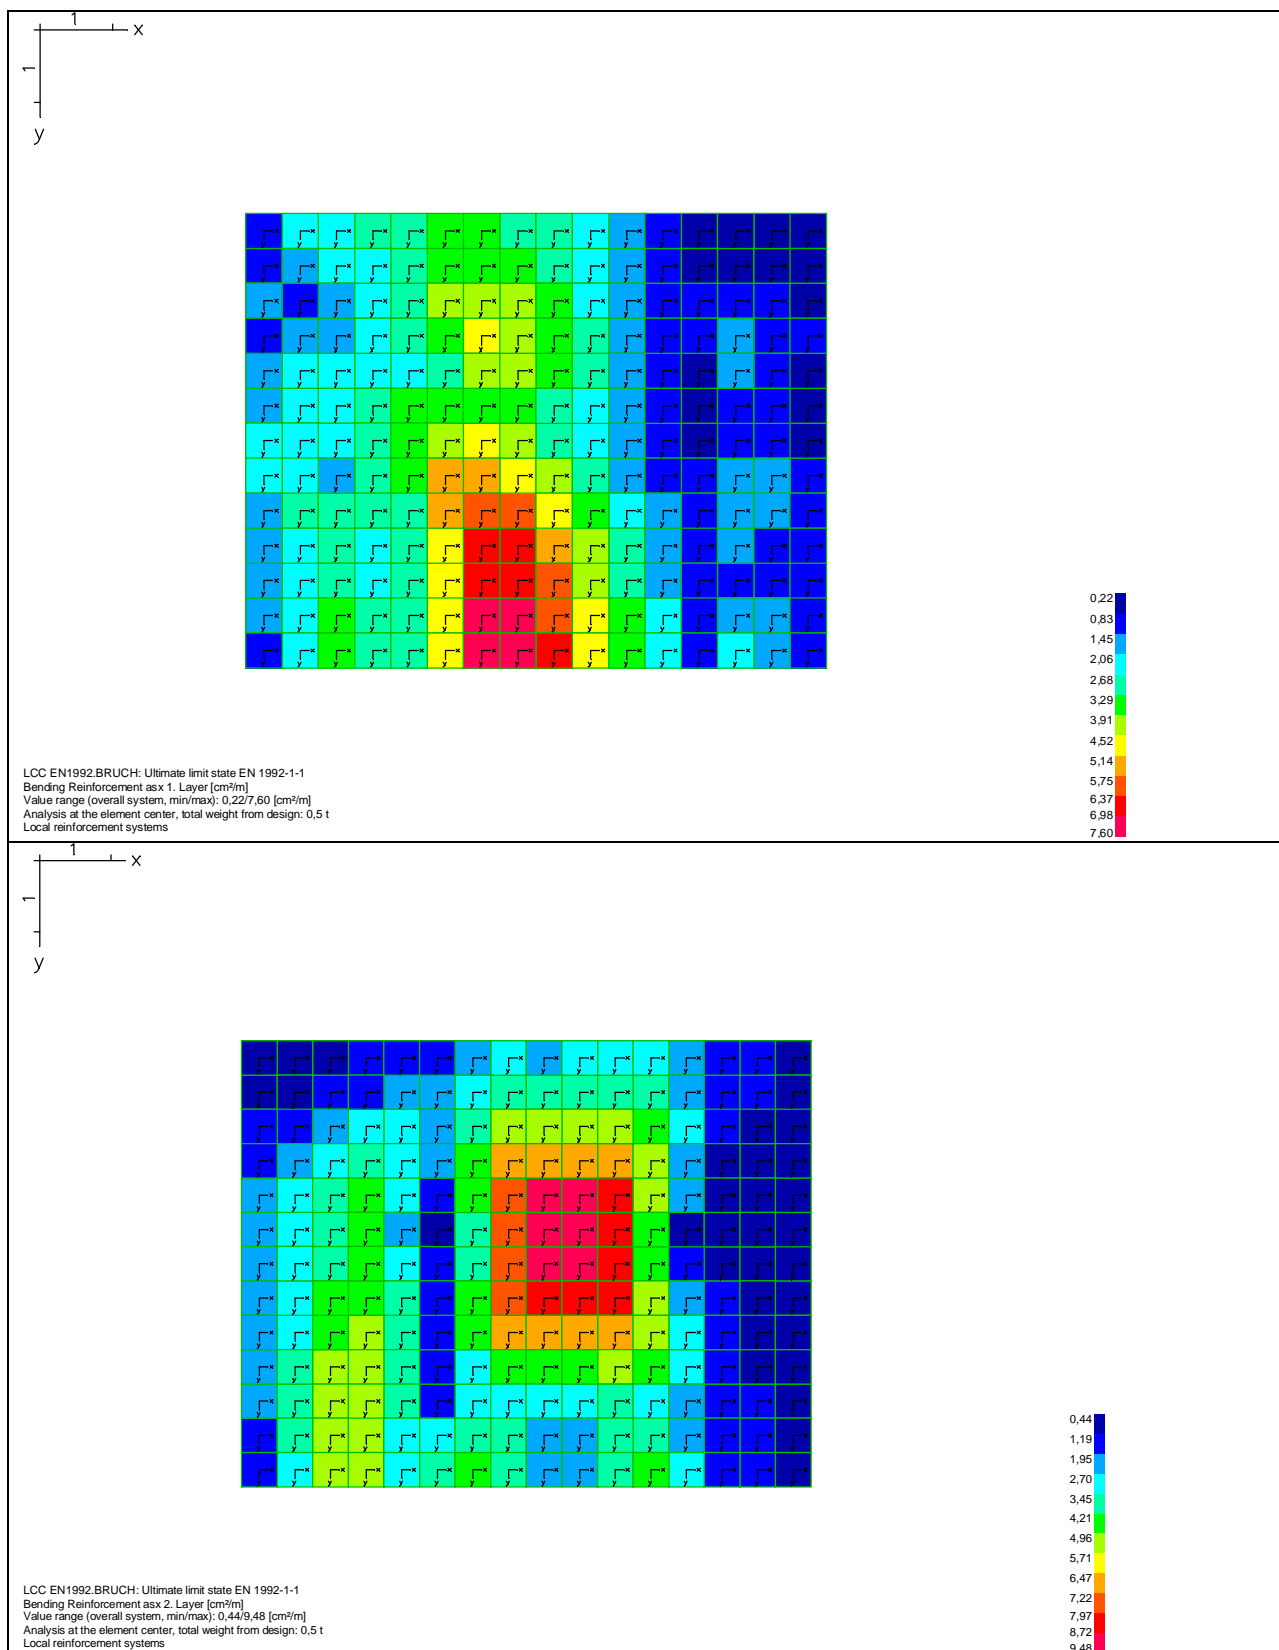 1
x
1
y
0,22
0,83
1,45
2,06
2,68
3,29
3,91
4,52
5,14
5,75
6,37
6,98
7,60
LCC EN1992.BRUCH: Ultimate limit state EN 1992-1-1
Bending Reinforcement asx 1. Layer [cm²/m]
Value range (overall system, min/max): 0,22/7,60 [cm²/m]
Analysis at the element center, total weight from design: 0,5 t
Local reinforcement systems
1
x
1
y
0,44
1,19
1,95
2,70
3,45
4,21
4,96
5,71
6,47
7,22
7,97
8,72
9,48
LCC EN1992.BRUCH: Ultimate limit state EN 1992-1-1
Bending Reinforcement asx 2. Layer [cm²/m]
Value range (overall system, min/max): 0,44/9,48 [cm²/m]
Analysis at the element center, total weight from design: 0,5 t
Local reinforcement systems